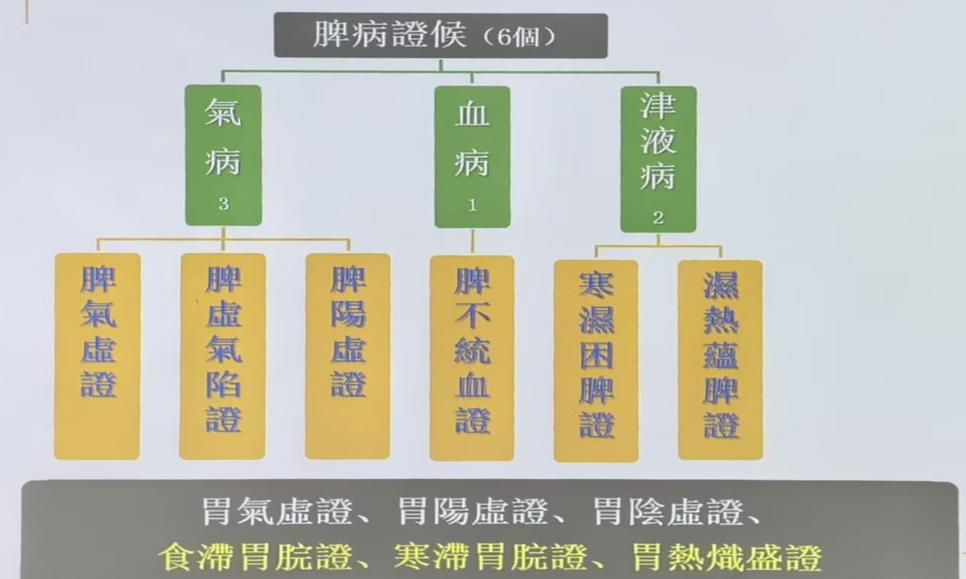 脾病證候（6個）
氣病
3
血病
1
津液病
2
脾氣虛證
脾虛氣陷證
脾陽虛證
脾不統血證
寒濕困脾證
濕熱蘊脾證
胃氣虛證、胃陽虛證、胃陰虛證、
食滯胃脘證、寒滯胃脘證、胃熱熾盛證